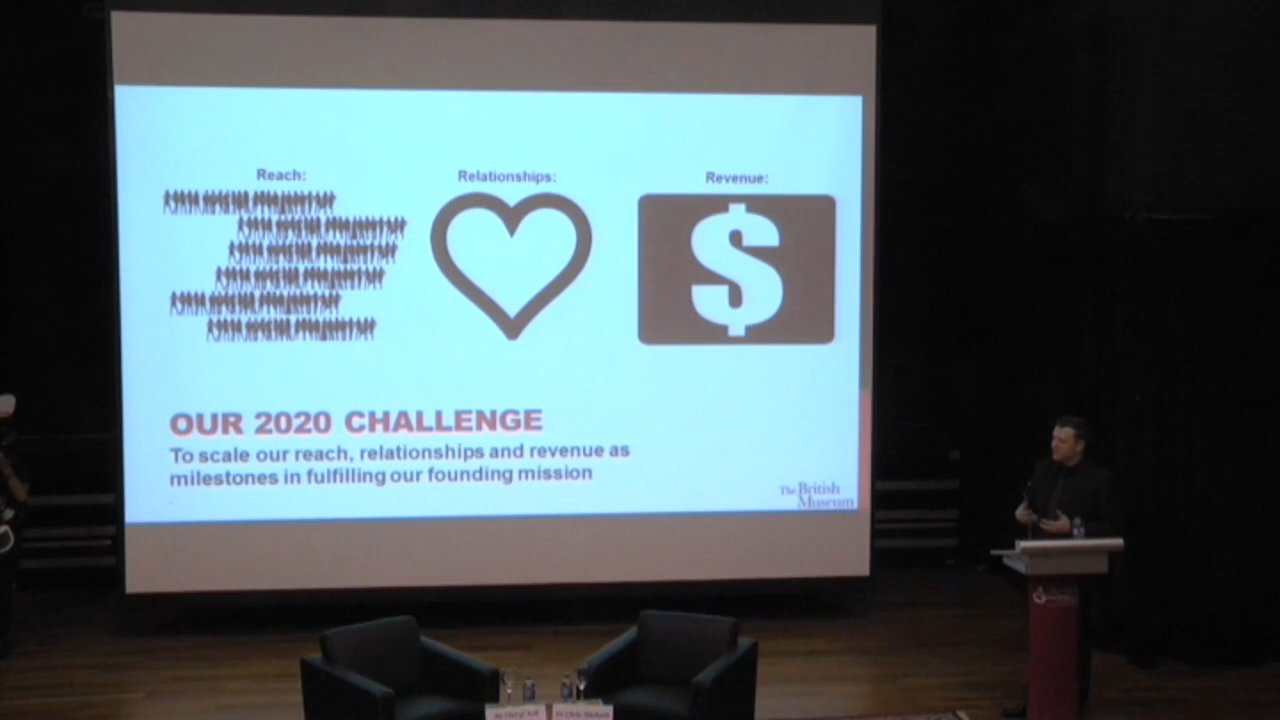 Reach:
Relationships:
Revenue:
OUR 2020 CHALLENGE
To scale our reach, relationships and revenue as
milestones in fulfilling our founding mission
The British
Museum